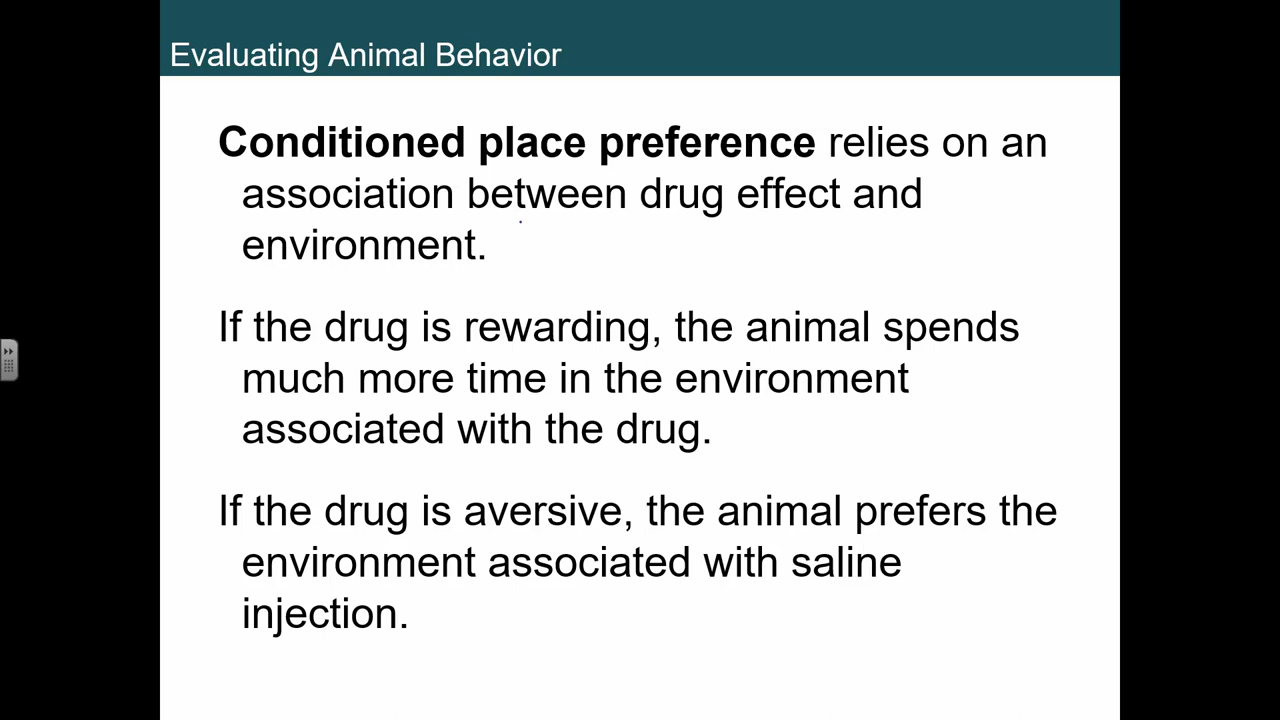 Evaluating Animal Behavior
Conditioned place preference relies on an
association between drug effect and
environment.
If the drug is rewarding, the animal spends
much more time in the environment
associated with the drug.
If the drug is aversive, the animal prefers the
environment associated with saline
injection.